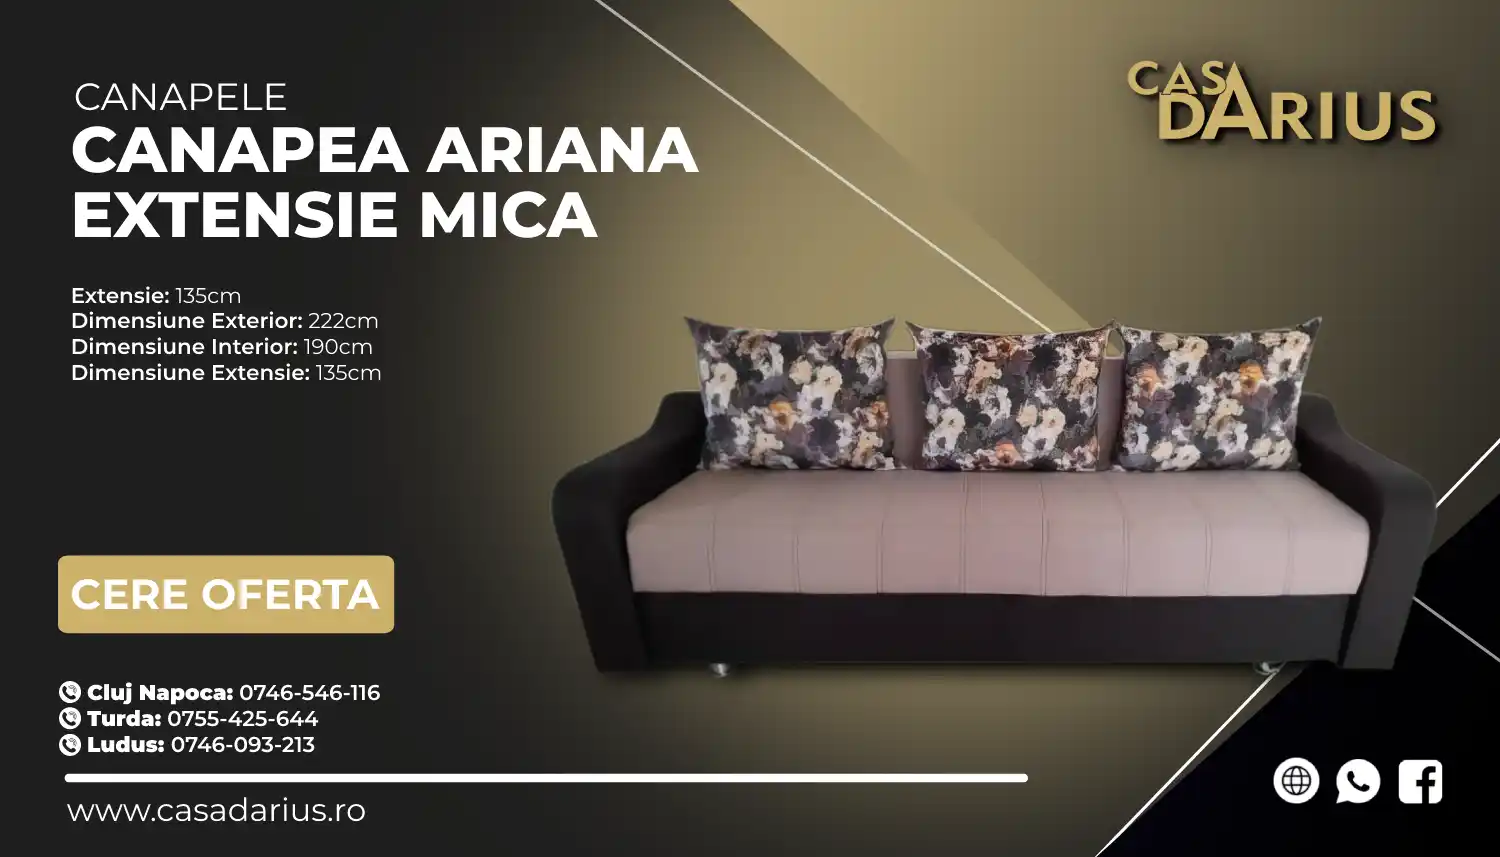 CANAPELE
CANAPEA ARIANA
EXTENSIE MICA
CASA
DARIUS
Extensie: 135cm
Dimensiune Exterior: 222cm
Dimensiune Interior: 190cm
Dimensiune Extensie: 135cm
CERE OFERTA
Cluj Napoca: 0746-546-116
Turda: 0755-425-644
Ludus: 0746-093-213
www.casadarius.ro